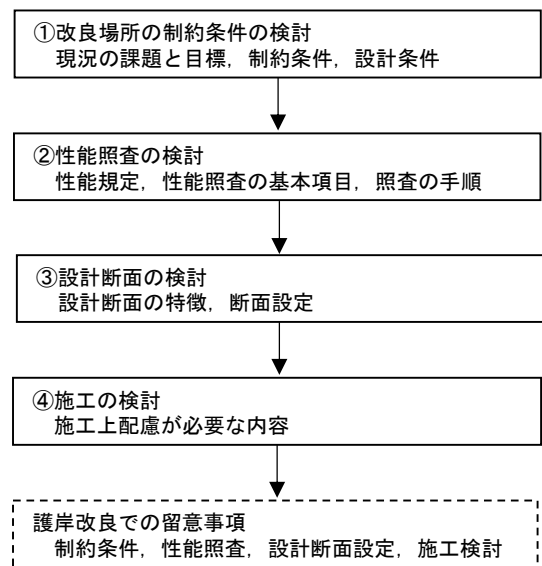 ①改良場所の制約条件の検討
現況の課題と目標，制約条件，設計条件
②性能照査の検討
性能規定，性能照査の基本項目，照査の手順
③設計断面の検討
設計断面の特徴，断面設定
④施工の検討
施工上配慮が必要な内容
護岸改良での留意事項
制約条件，性能照査，設計断面設定，施工検討